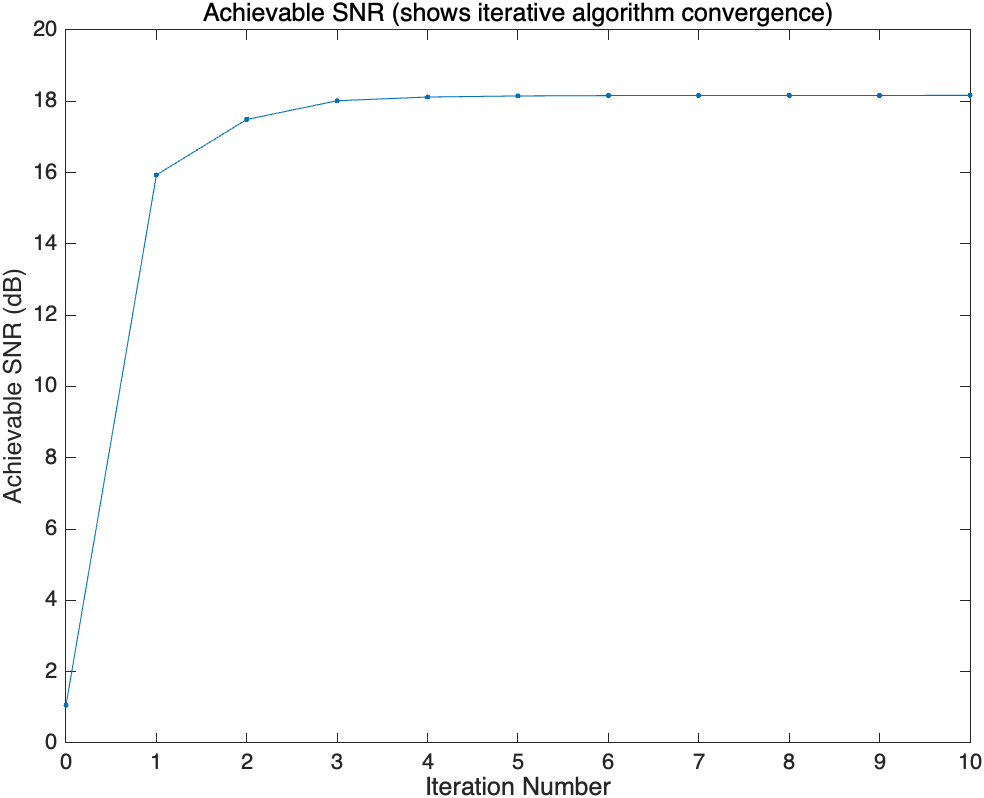 Achievable SNR (shows iterative algorithm convergence)
20
18
16
14
12
10
8
6
4
2
0
Achievable SNR (dB)
0 1 2 3 4 5 6 7 8 9 10
Iteration Number